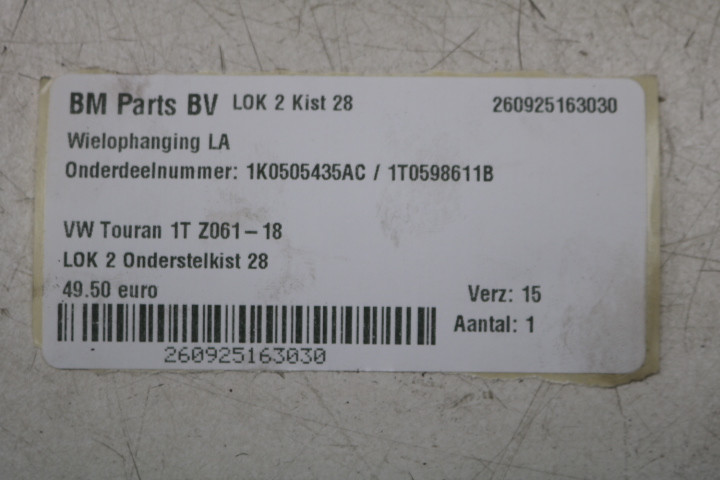 BM Parts BV LOK 2 Kist 28 260925163030
Wielophanging LA
Onderdeelnummer: 1K0505435AC / 1T0598611B
VW Touran 1T Z061-18
LOK 2 Onderstelkist 28
49.50 euro Verz: 15
Aantal: 1
260925163030